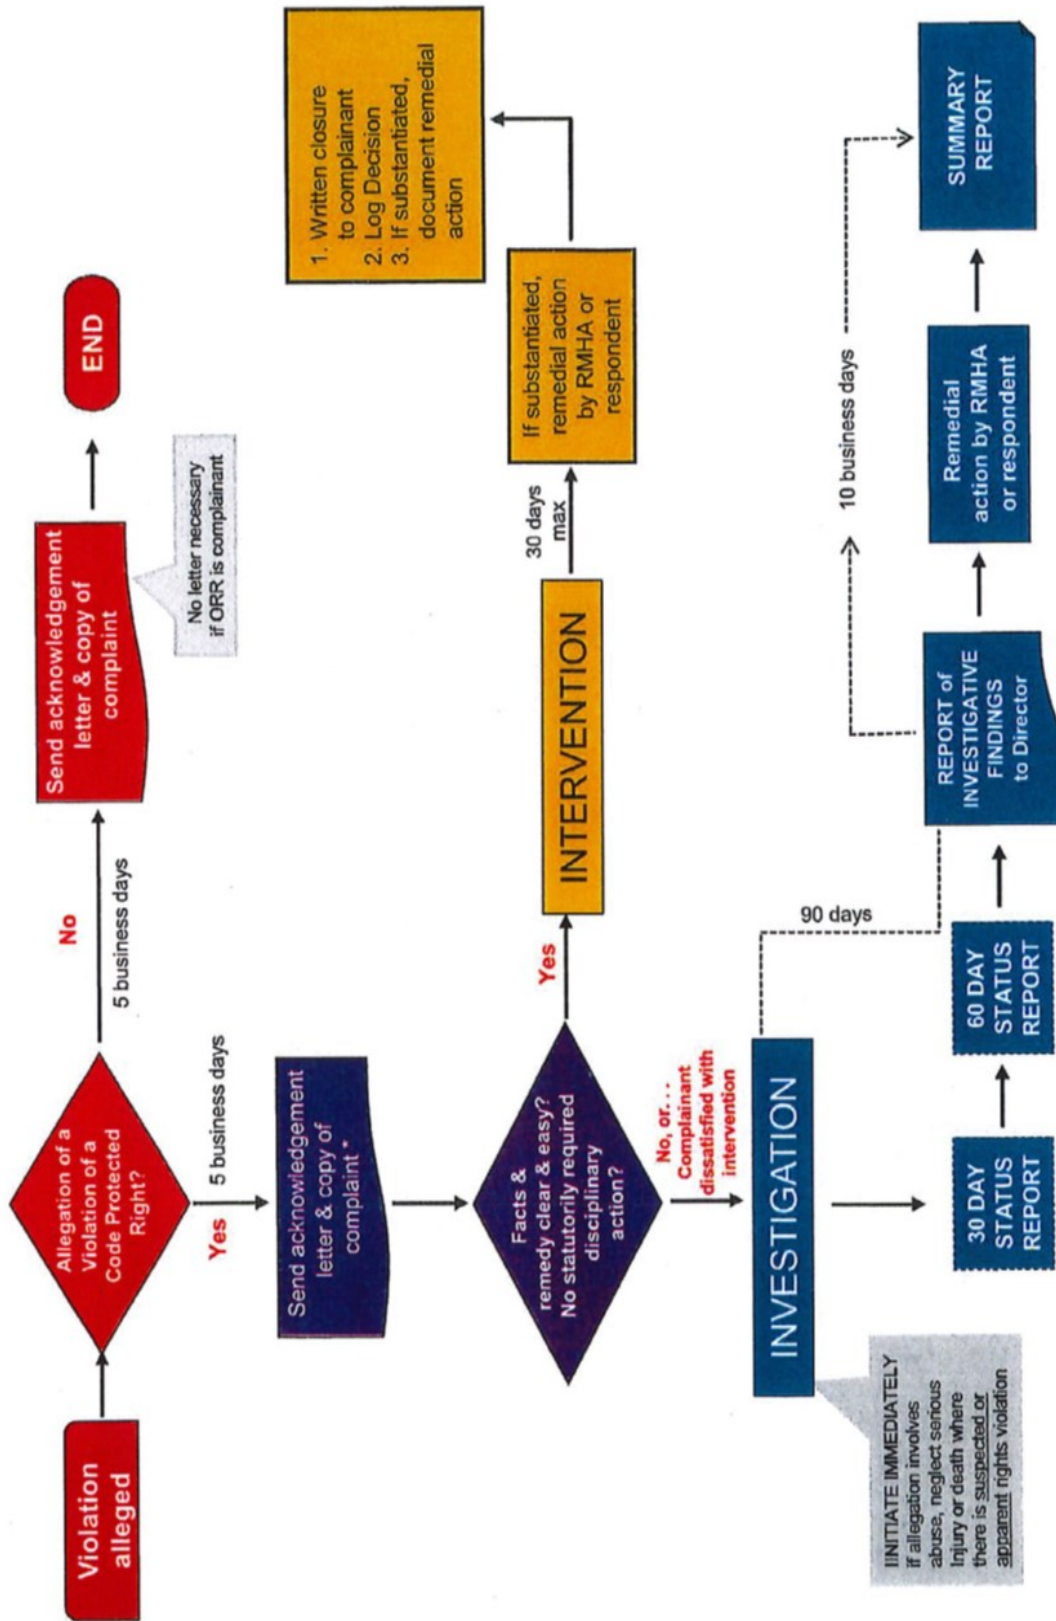 Violation
alleged
Allegation of a
Violation of a
Code Protected
Right?
No
5 business days
Send acknowledgement
letter & copy of
complaint
END
No letter necessary
if ORR is complainant
Yes
5 business days
Send acknowledgement
letter & copy of
complaint *
Facts &
remedy clear & easy?
No statutorily required
disciplinary
action?
Yes
INTERVENTION
30 days
max
If substantiated,
remedial action
by RMHA or
respondent
1. Written closure
to complainant
2. Log Decision
3. If substantiated,
document remedial
action
No, or...
Complainant
dissatisfied with
intervention
INVESTIGATION
IINITIATE IMMEDIATELY
if allegation involves
abuse, neglect serious
Injury or death where
there is suspected or
apparent rights violation
90 days
30 DAY
STATUS
REPORT
60 DAY
STATUS
REPORT
REPORT of
INVESTIGATIVE
FINDINGS
to Director
10 business days
Remedial
action by RMHA
or respondent
SUMMARY
REPORT